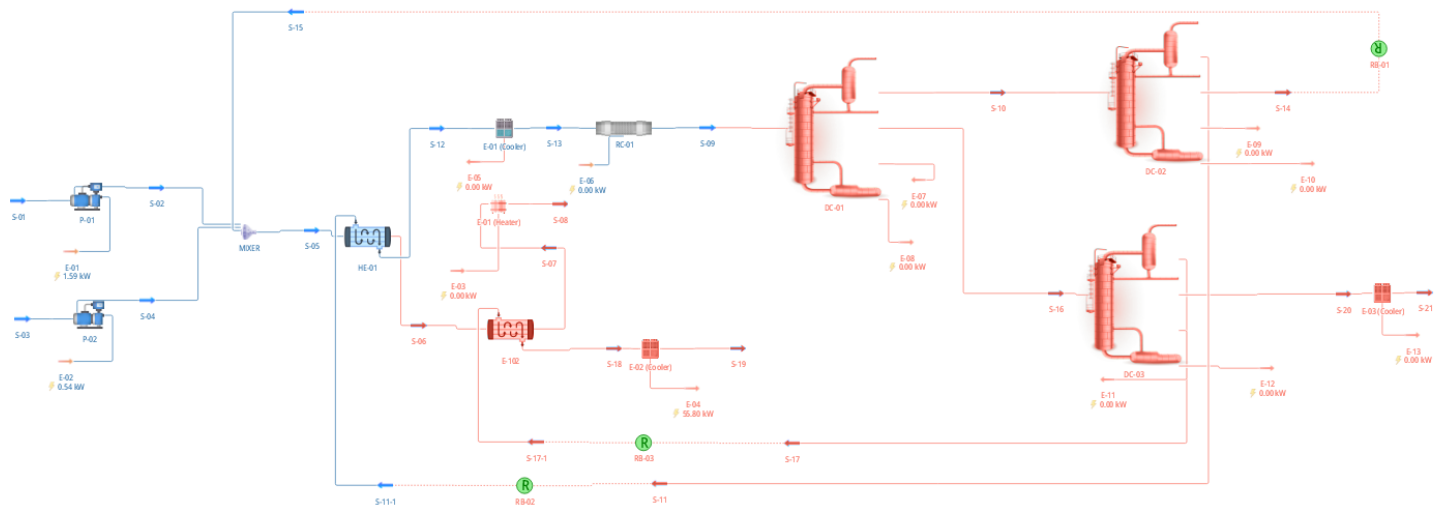 S-15
R
RB-01
S-10
S-14
S-12
E-01 (Cooler)
S-13
RC-01
S-09
E-05
0.00 kW
E-06
0.00 kW
E-09
0.00 kW
DC-02
E-10
0.00 kW
S-01
P-01
S-02
E-07
0.00 kW
DC-01
E-01 (Heater)
S-08
MIXER
S-05
HE-01
S-07
E-01
1.59 kW
E-08
0.00 kW
E-03
0.00 kW
S-03
P-02
S-04
S-06
E-102
S-16
S-20
E-03 (Cooler)
S-21
S-18
E-02 (Cooler)
S-19
E-13
0.00 kW
E-02
0.54 kW
DC-03
E-12
0.00 kW
E-11
0.00 kW
E-04
55.80 kW
S-17-1
R
RB-03
S-17
S-11-1
R
RB-02
S-11